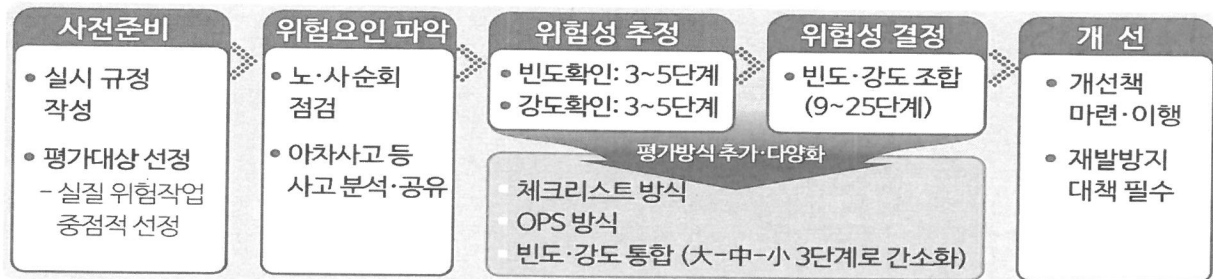 사전준비
• 실시 규정
작성
• 평가대상 선정
- 실질 위험작업
중점적 선정
위험요인 파악
• 노·사 순회
점검
• 아차사고 등
사고 분석·공유
위험성 추정
• 빈도확인: 3~5단계
• 강도확인: 3~5단계
위험성 결정
• 빈도·강도 조합
(9~25단계)
평가방식 추가·다양화
체크리스트 방식
OPS 방식
빈도·강도 통합 (大-中-小 3단계로 간소화)
개 선
• 개선책
마련·이행
• 재발방지
대책 필수